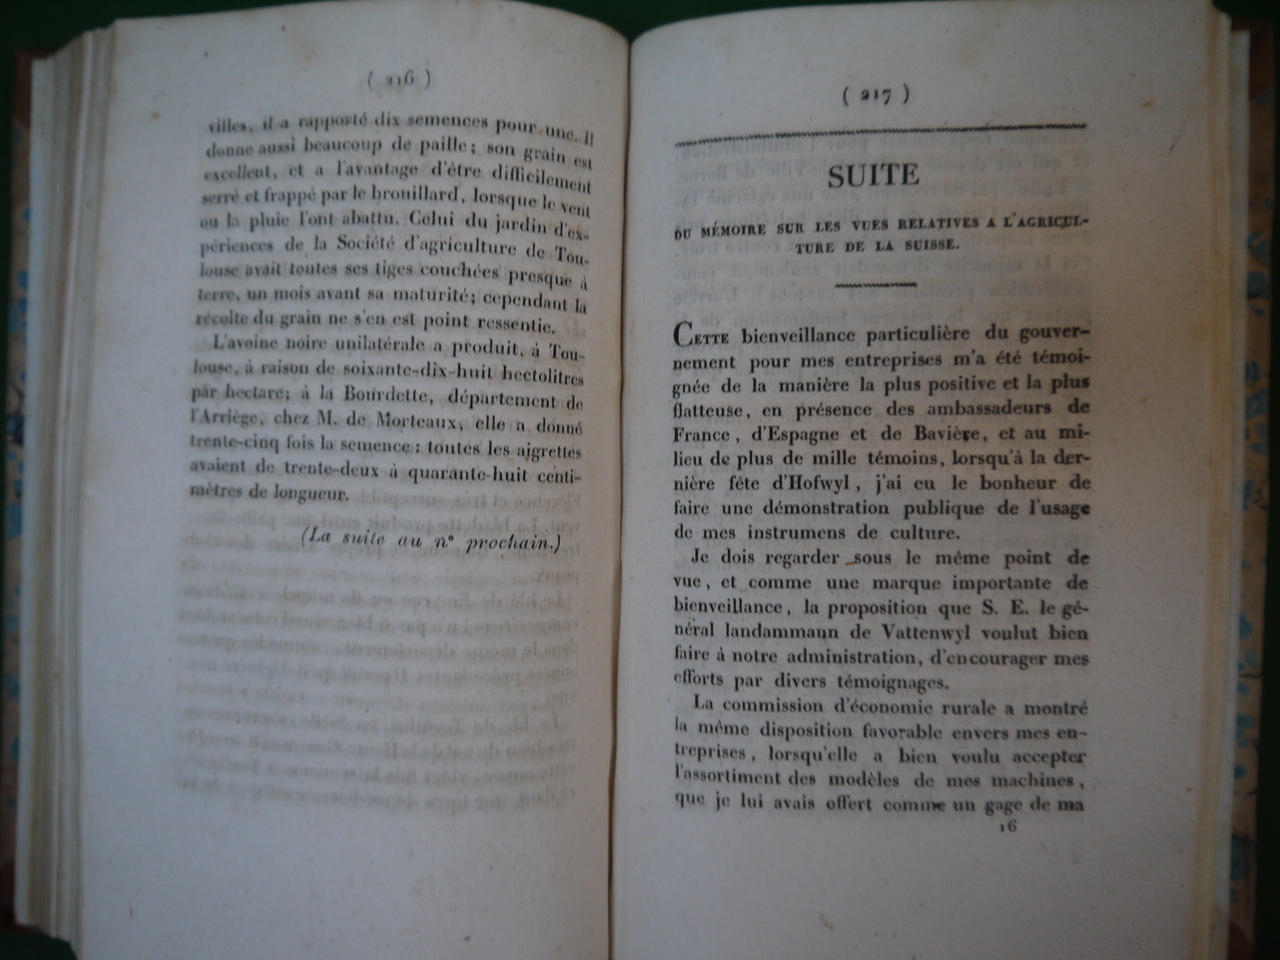 ( 216 )
villes, il a rapporté dix semences pour une. Il
donne aussi beaucoup de paille; son grain est
excellent, et a l'avantage d'être difficilement
serré et frappé par le brouillard, lorsque le vent
ou la pluie l'ont abattu. Celui du jardin d'ex-
périences de la Société d'agriculture de Tou-
louse avait toutes ses tiges couchées presque à
terre, un mois avant sa maturité; cependant la
récolte du grain ne s'en est point ressentie.
L'avoine noire unilatérale a produit, à Tou-
louse, à raison de soixante-dix-huit hectolitres
par hectare; à la Bourdette, département de
l'Arriège, chez M. de Morteaux, elle a donné
trente-cinq fois la semence: toutes les aigrettes
avaient de trente-deux à quarante-huit centi-
mètres de longueur.
(La suite au n° prochain.)
( 217 )
SUITE
DU MÉMOIRE SUR LES VUES RELATIVES A L'AGRICUL-
TURE DE LA SUISSE.
CETTE bienveillance particulière du gouver-
nement pour mes entreprises m'a été témoi-
gnée de la manière la plus positive et la plus
flatteuse, en présence des ambassadeurs de
France, d'Espagne et de Bavière, et au mi-
lieu de plus de mille témoins, lorsqu'à la der-
nière fête d'Hofwyl, j'ai eu le bonheur de
faire une démonstration publique de l'usage
de mes instrumens de culture.
Je dois regarder sous le même point de
vue, et comme une marque importante de
bienveillance, la proposition que S. E. le gé-
néral landammann de Vattenwyl voulut bien
faire à notre administration, d'encourager mes
efforts par divers témoignages.
La commission d'économie rurale a montré
la même disposition favorable envers mes en-
treprises, lorsqu'elle a bien voulu accepter
l'assortiment des modèles de mes machines,
que je lui avais offert comme un gage de ma
16